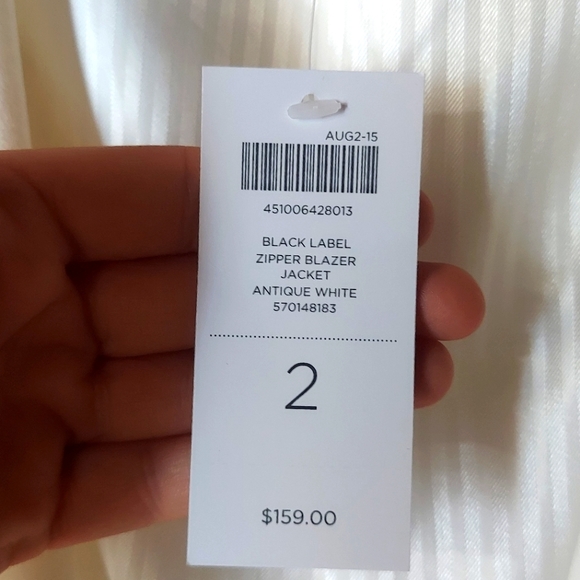 AUG2-15
451006428013
BLACK LABEL
ZIPPER BLAZER
JACKET
ANTIQUE WHITE
570148183
2
$159.00